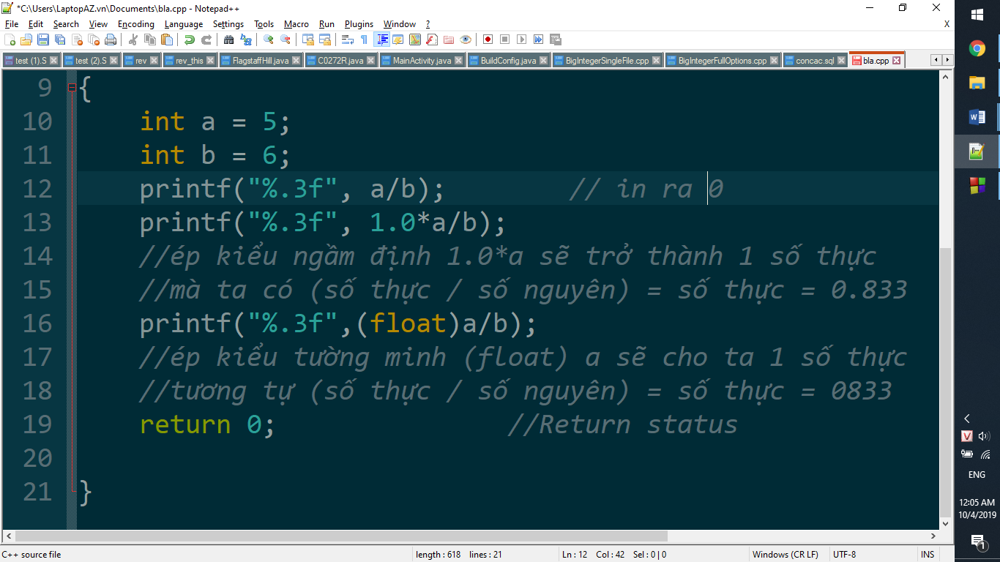 *C:\Users\LaptopAZ.vn\Documents\bla.cpp - Notepad++
File Edit Search View Encoding Language Settings Tools Macro Run Plugins Window ? X
test (1).S test (2).S rev rev_this FlagstaffHill.java C0272R.java MainActivity.java BuildConfig.java BigIntegerSingleFile.cpp BigIntegerFullOptions.cpp concac.sql bla.cpp
9 {
10 int a = 5;
11 int b = 6;
12 printf("%.3f", a/b); // in ra 0
13 printf("%.3f", 1.0*a/b);
14 //ép kiểu ngầm định 1.0*a sẽ trở thành 1 số thực
15 //mà ta có (số thực / số nguyên) = số thực = 0.833
16 printf("%.3f",(float)a/b);
17 //ép kiểu tường minh (float) a sẽ cho ta 1 số thực
18 //tương tự (số thực / số nguyên) = số thực = 0833
19 return 0; //Return status
20
21 }
C++ source file length : 618 lines : 21 Ln : 12 Col : 42 Sel : 0 | 0 Windows (CR LF) UTF-8 INS
ENG
12:05 AM
10/4/2019
1